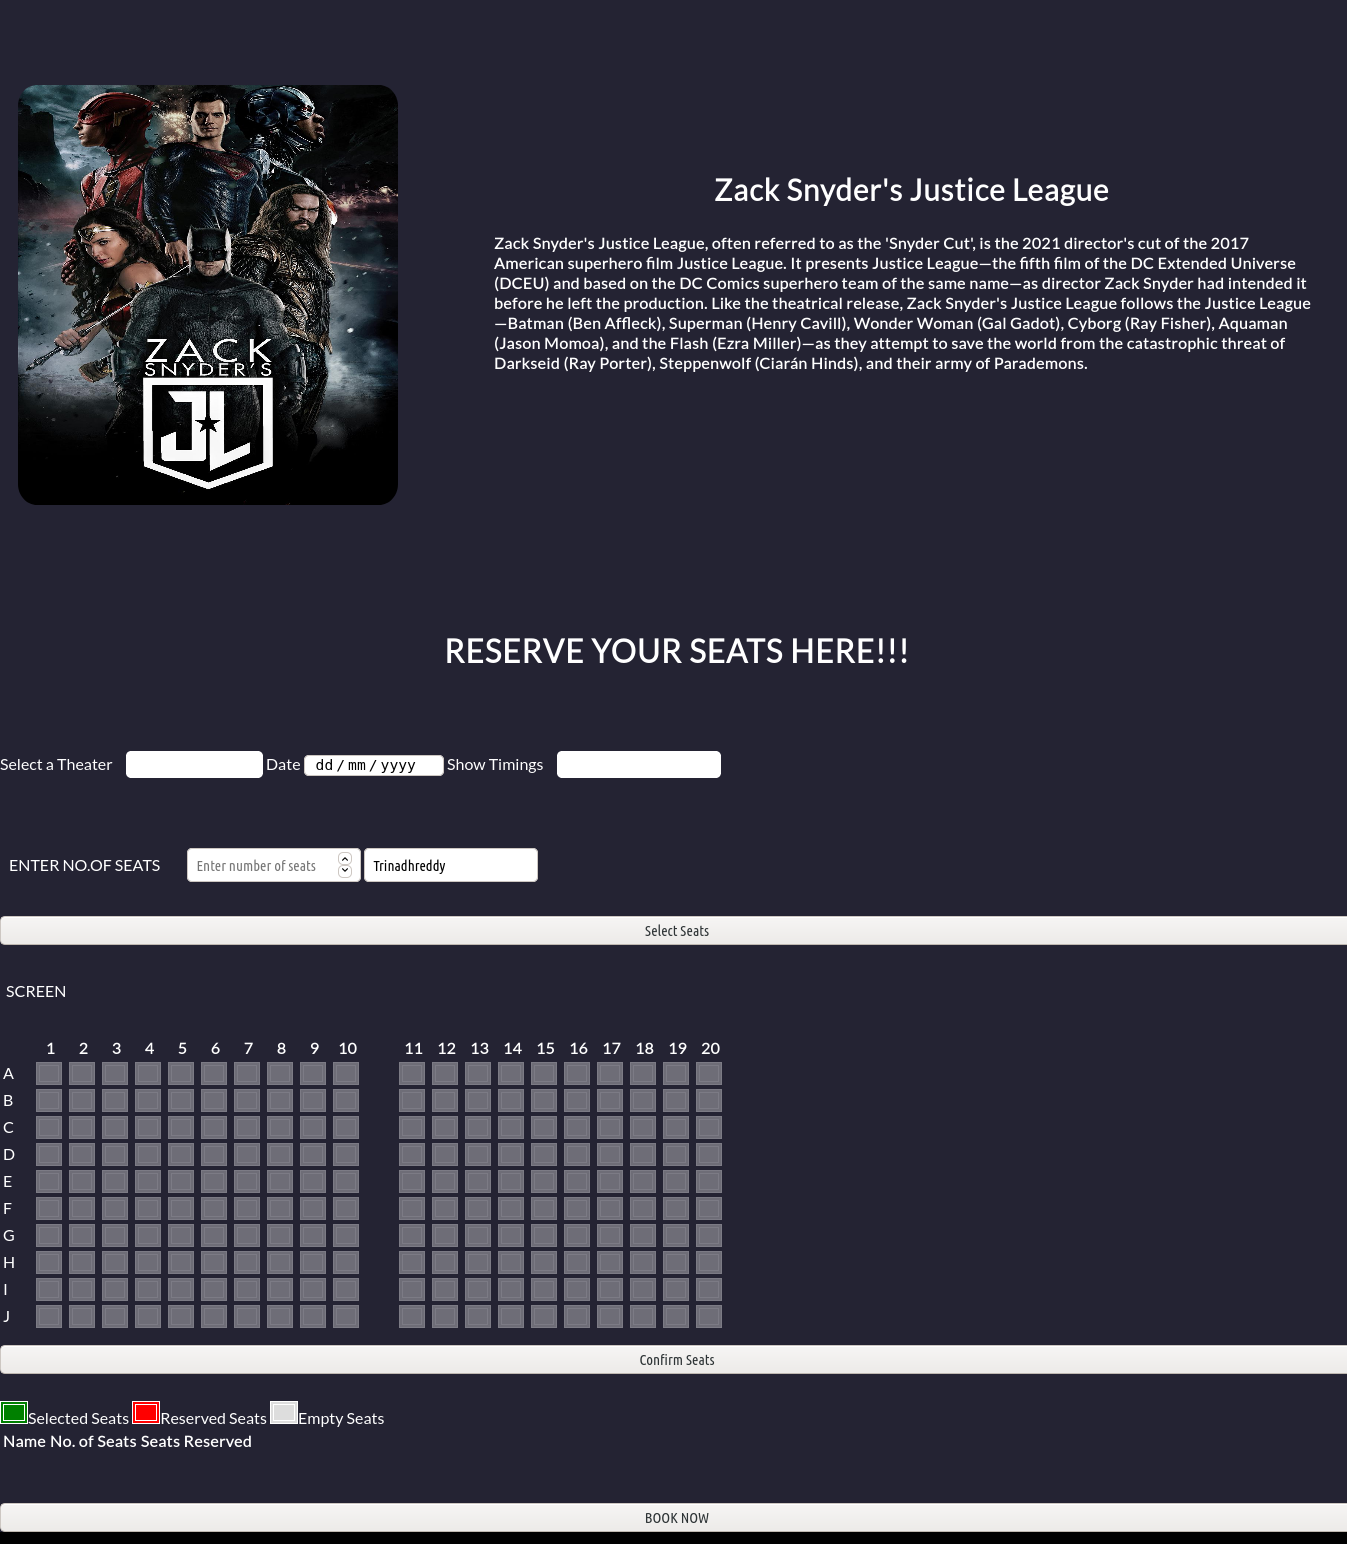 ZACK
SNYDER'S
JL
Zack Snyder's Justice League
Zack Snyder's Justice League, often referred to as the 'Snyder Cut', is the 2021 director's cut of the 2017
American superhero film Justice League. It presents Justice League—the fifth film of the DC Extended Universe
(DCEU) and based on the DC Comics superhero team of the same name—as director Zack Snyder had intended it
before he left the production. Like the theatrical release, Zack Snyder's Justice League follows the Justice League
—Batman (Ben Affleck), Superman (Henry Cavill), Wonder Woman (Gal Gadot), Cyborg (Ray Fisher), Aquaman
(Jason Momoa), and the Flash (Ezra Miller)—as they attempt to save the world from the catastrophic threat of
Darkseid (Ray Porter), Steppenwolf (Ciarán Hinds), and their army of Parademons.
RESERVE YOUR SEATS HERE!!!
Select a Theater Date dd / mm / yyyy Show Timings
ENTER NO.OF SEATS Enter number of seats Trinadhreddy
Select Seats
SCREEN
1 2 3 4 5 6 7 8 9 10 11 12 13 14 15 16 17 18 19 20
A
B
C
D
E
F
G
H
I
J
Confirm Seats
Selected Seats Reserved Seats Empty Seats
Name No. of Seats Seats Reserved
BOOK NOW